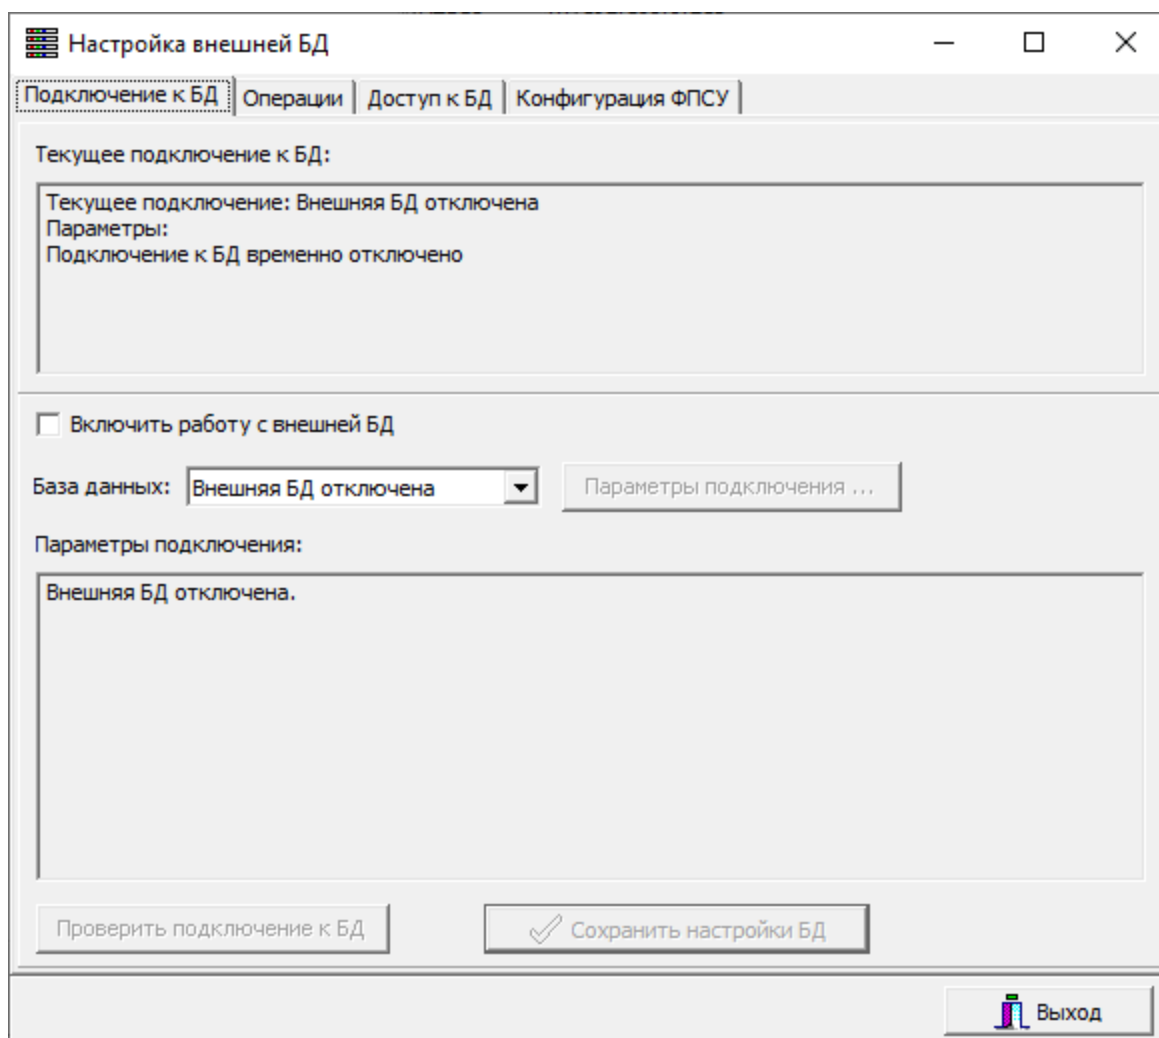 Настройка внешней БД
Подключение к БД Операции Доступ к БД Конфигурация ФПСУ
Текущее подключение к БД:
Текущее подключение: Внешняя БД отключена
Параметры:
Подключение к БД временно отключено
Включить работу с внешней БД
База данных: Внешняя БД отключена Параметры подключения ...
Параметры подключения:
Внешняя БД отключена.
Проверить подключение к БД Сохранить настройки БД
Выход